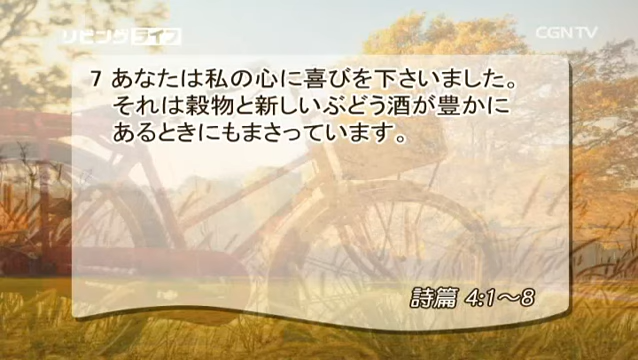 リビングライフ
CGNTV
7 あなたは私の心に喜びを下さいました。
それは穀物と新しいぶどう酒が豊かに
あるときにもまさっています。
詩篇 4:1〜8